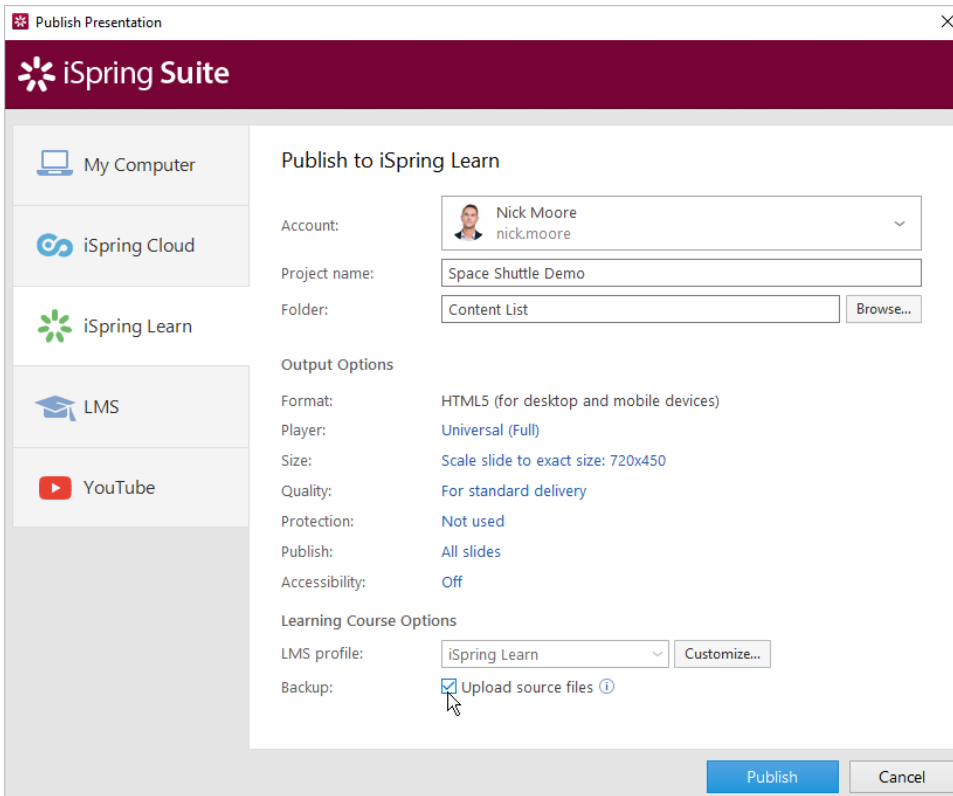 Publish Presentation
iSpring Suite
My Computer
iSpring Cloud
iSpring Learn
LMS
YouTube
Publish to iSpring Learn
Account:
Nick Moore
nick.moore
Project name:
Space Shuttle Demo
Folder:
Content List
Browse...
Output Options
Format:
HTML5 (for desktop and mobile devices)
Player:
Universal (Full)
Size:
Scale slide to exact size: 720x450
Quality:
For standard delivery
Protection:
Not used
Publish:
All slides
Accessibility:
Off
Learning Course Options
LMS profile:
iSpring Learn
Customize...
Backup:
Upload source files
Publish
Cancel